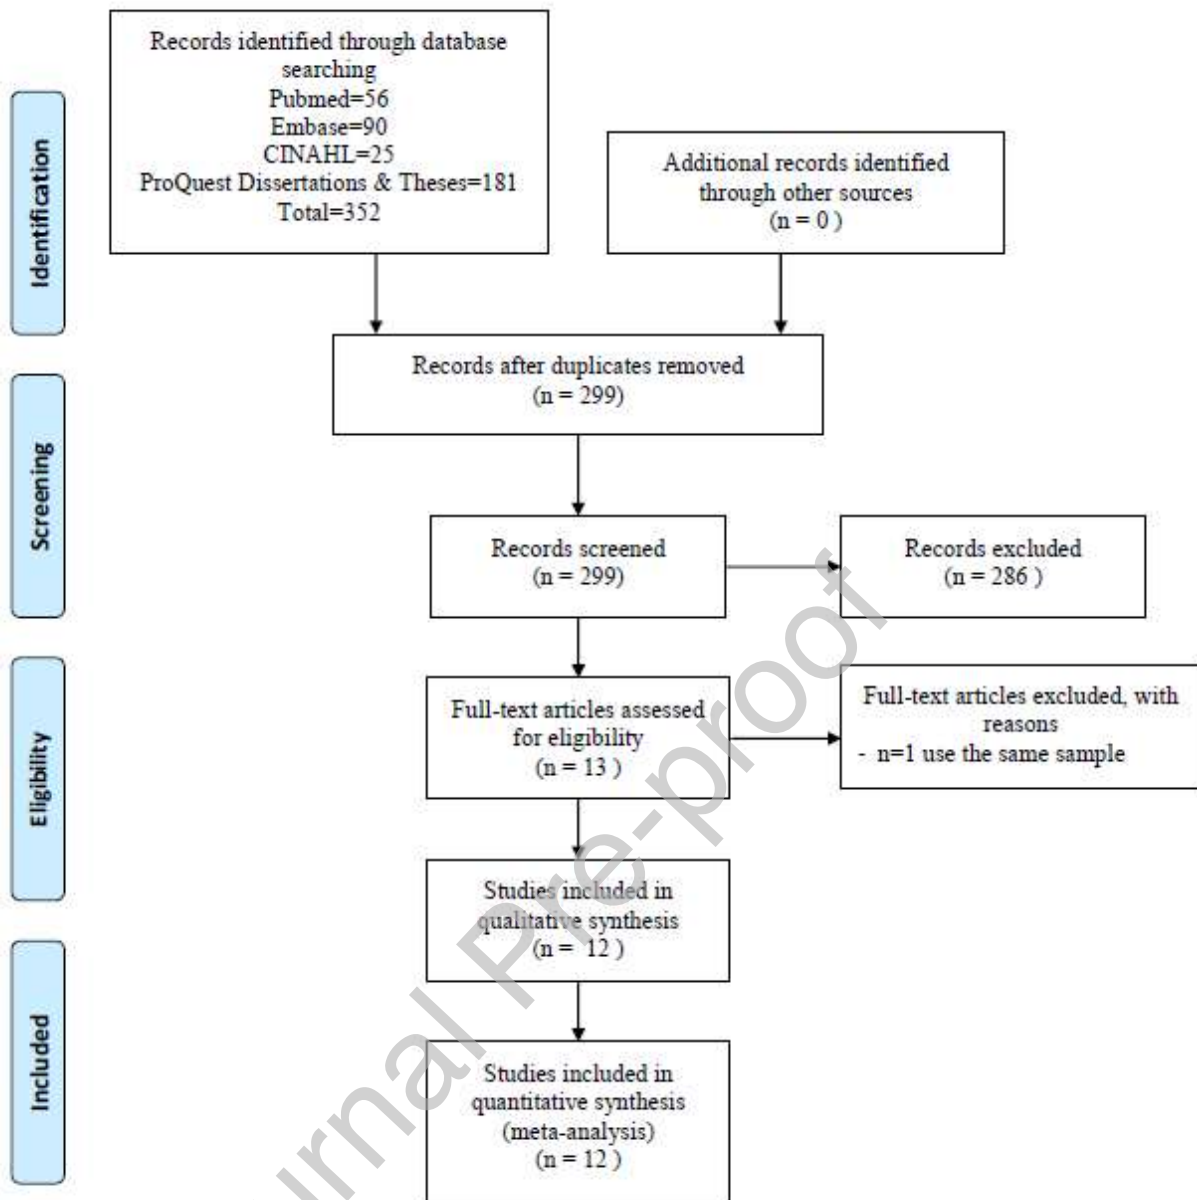 Records identified through database
searching
Pubmed=56
Embase=90
CINAHL=25
ProQuest Dissertations & Theses=181
Total=352
Additional records identified
through other sources
(n = 0 )
Identification
Records after duplicates removed
(n = 299)
Screening
Records screened
(n = 299)
Records excluded
(n = 286 )
Full-text articles assessed
for eligibility
(n = 13 )
Full-text articles excluded, with
reasons
- n=1 use the same sample
Eligibility
Studies included in
qualitative synthesis
(n = 12 )
Included
Studies included in
quantitative synthesis
(meta-analysis)
(n = 12 )
urnal Pre-proof